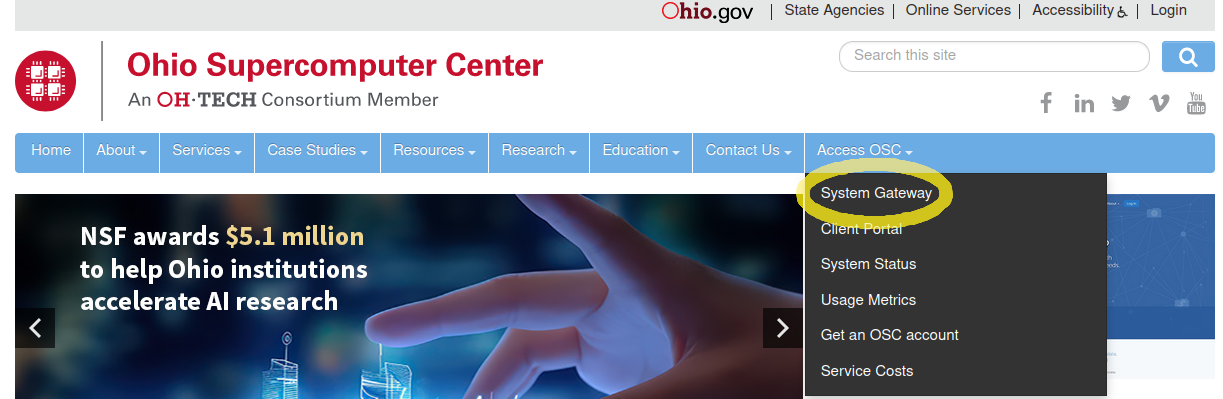 Ohio.gov | State Agencies | Online Services | Accessibility | Login
Ohio Supercomputer Center
An OH·TECH Consortium Member
Search this site
You
Tube
Home About Services Case Studies Resources Research Education Contact Us Access OSC
System Gateway
Client Portal
System Status
Usage Metrics
Get an OSC account
Service Costs
NSF awards $5.1 million
to help Ohio institutions
accelerate AI research